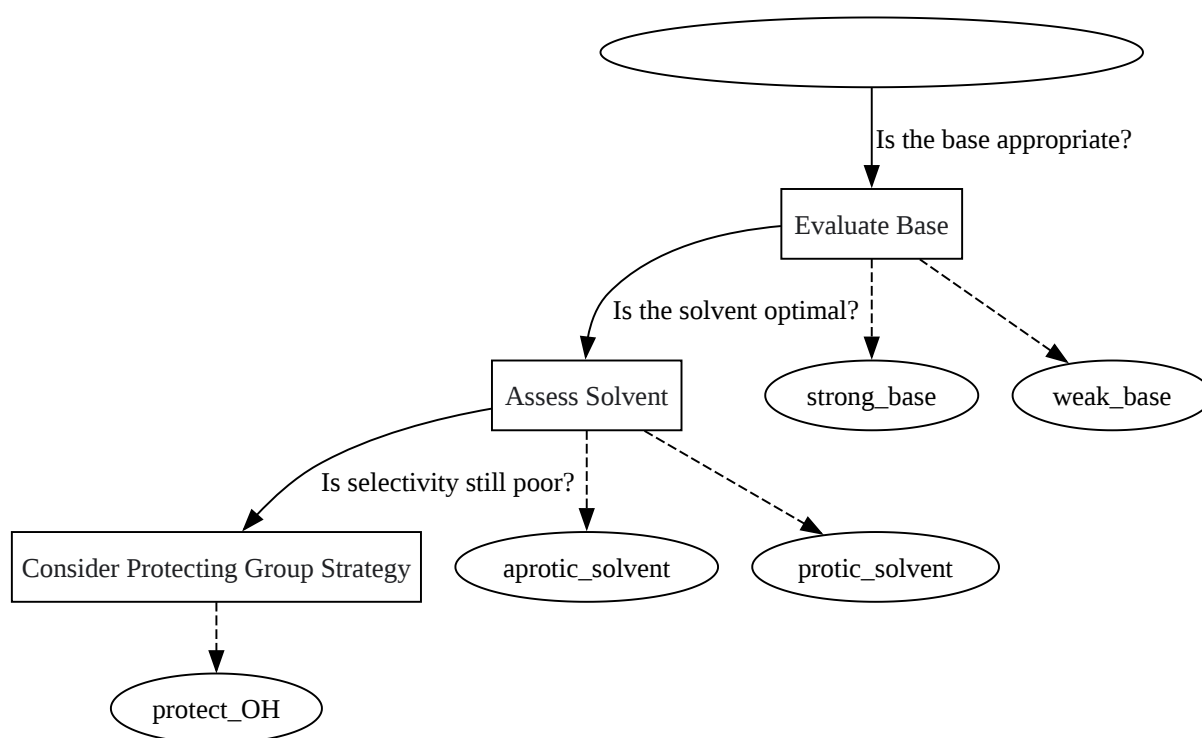 Is the base appropriate?
Evaluate Base
Is the solvent optimal?
Assess Solvent
strong_base
weak_base
Is selectivity still poor?
Consider Protecting Group Strategy
aprotic_solvent
protic_solvent
protect_OH